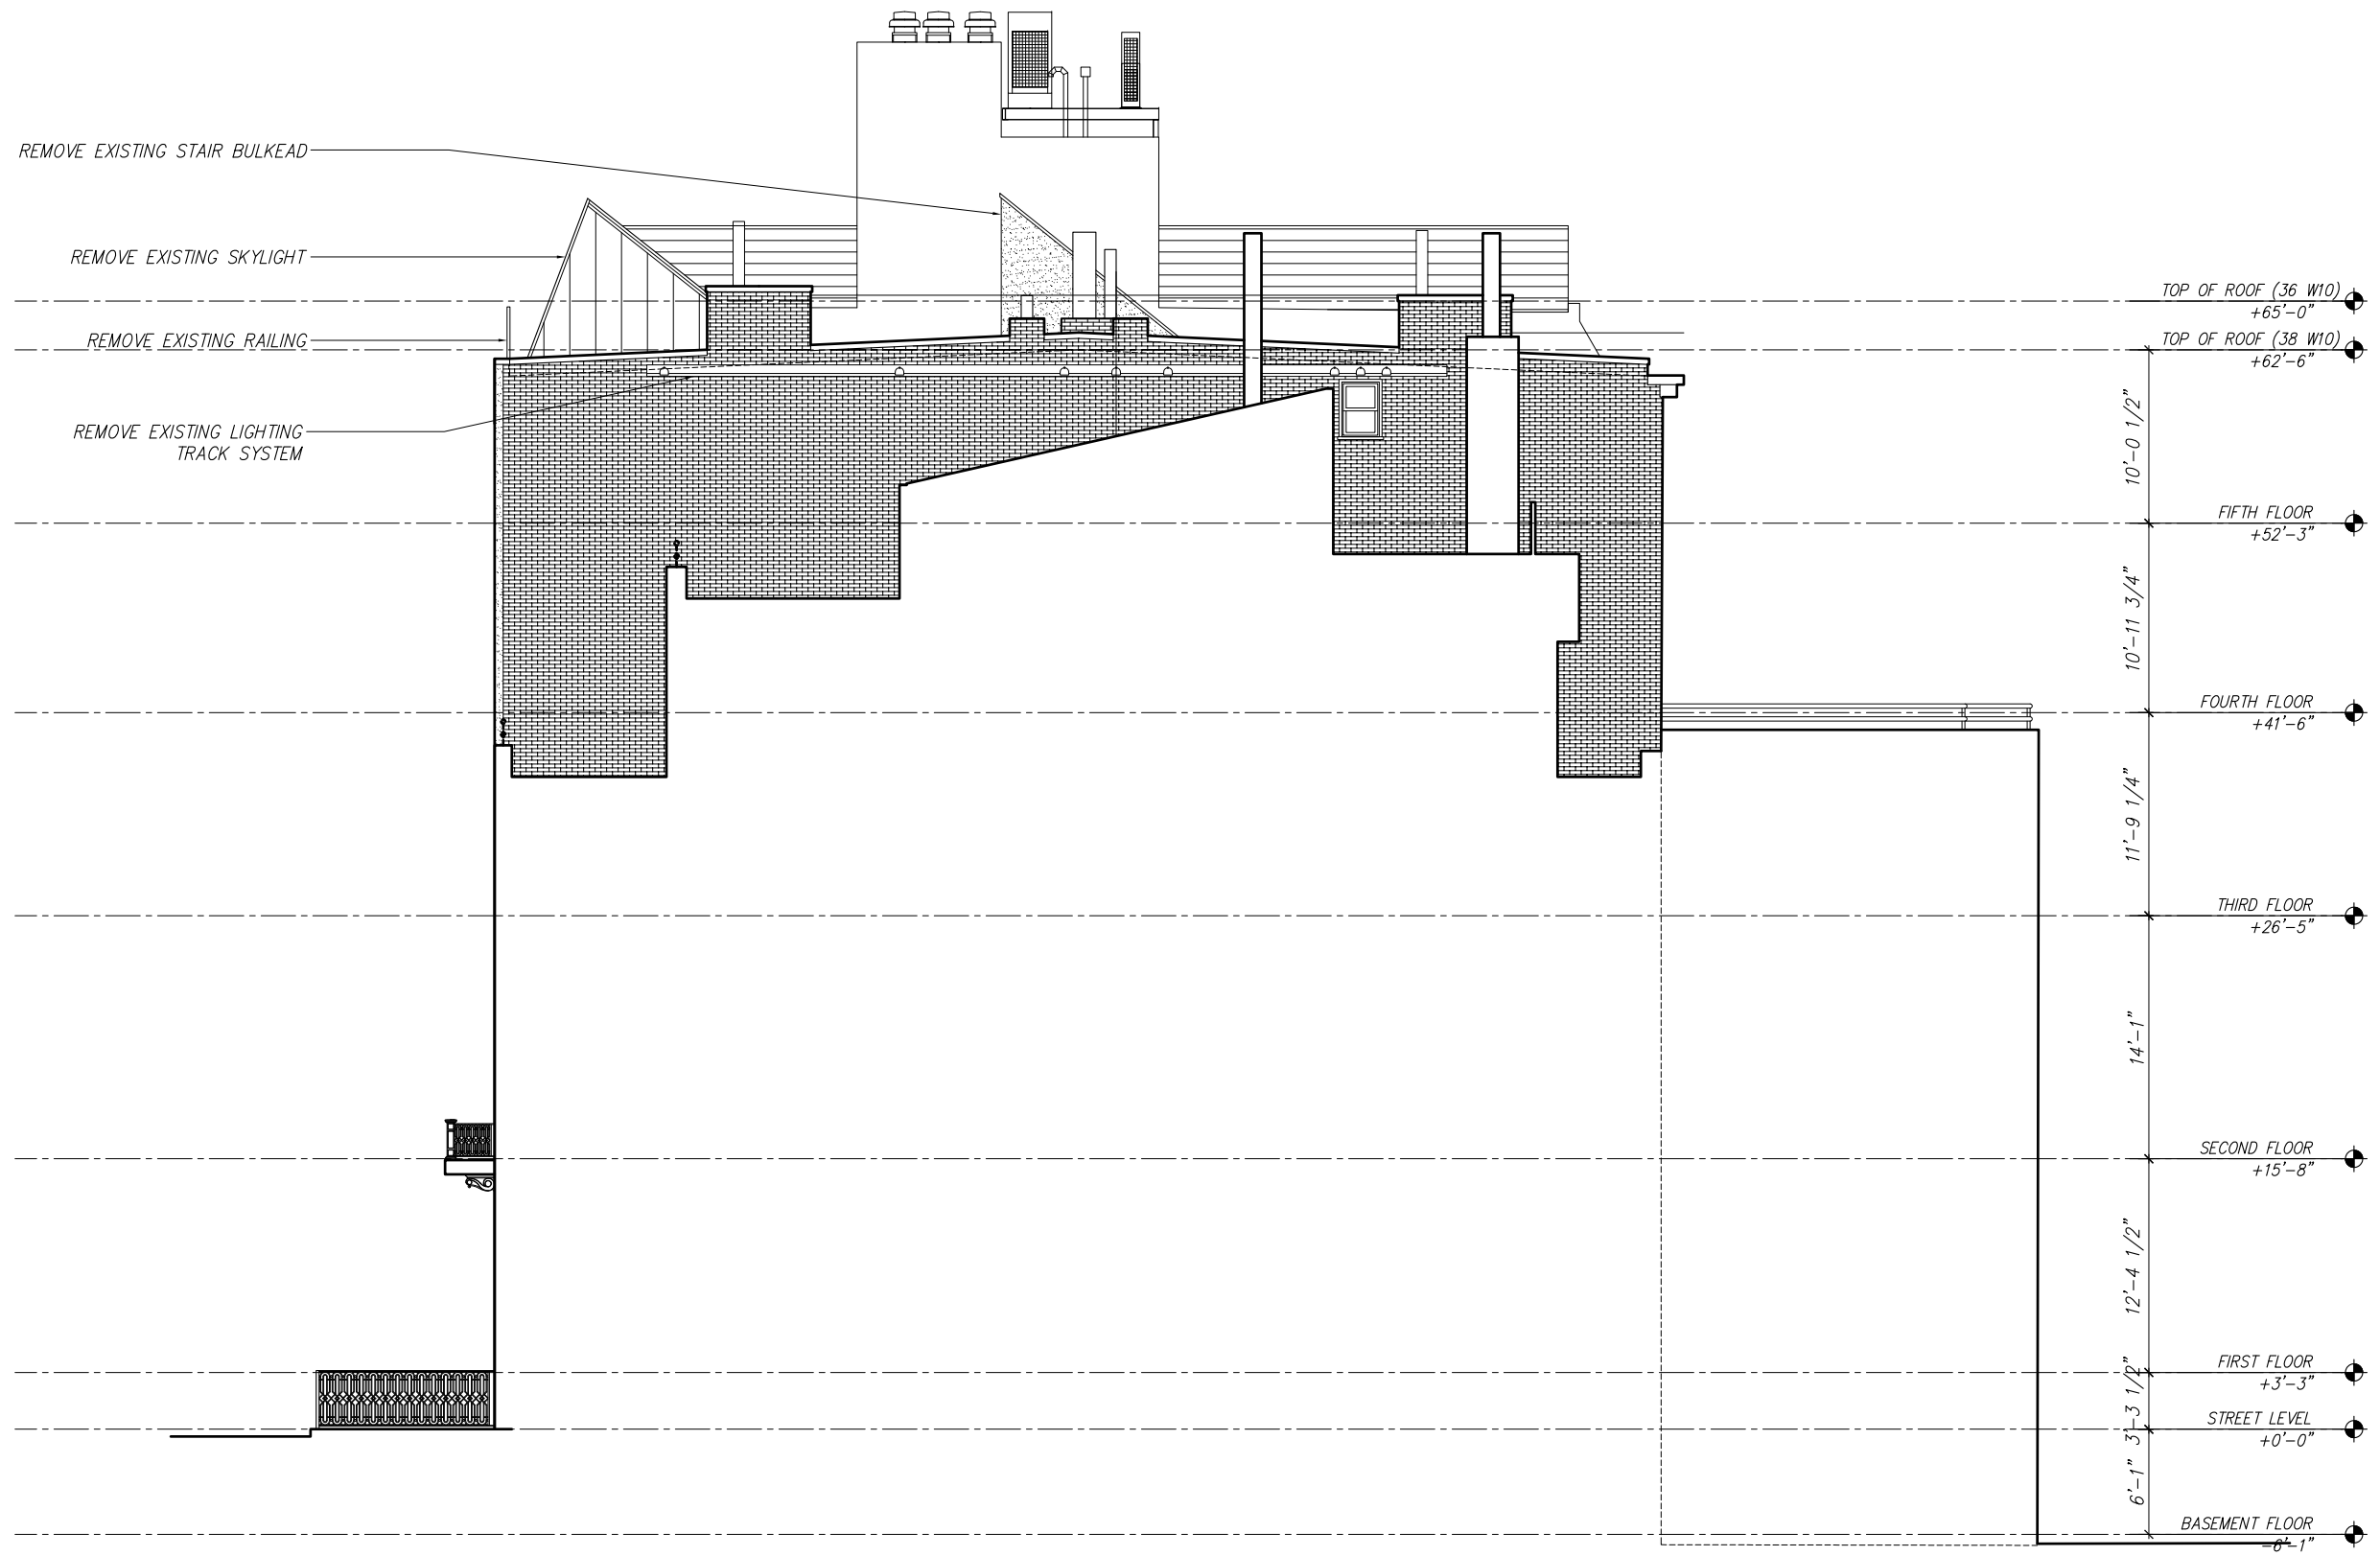 REMOVE EXISTING STAIR BULKEAD
REMOVE EXISTING SKYLIGHT
REMOVE EXISTING RAILING
REMOVE EXISTING LIGHTING
TRACK SYSTEM
TOP OF ROOF (36 W10)
+65'-0"
TOP OF ROOF (38 W10)
+62'-6"
10'-0 1/2"
FIFTH FLOOR
+52'-3"
10'-11 3/4"
FOURTH FLOOR
+41'-6"
11'-9 1/4"
THIRD FLOOR
+26'-5"
14'-1"
SECOND FLOOR
+15'-8"
12'-4 1/2"
FIRST FLOOR
+3'-3"
3'-3 1/2"
STREET LEVEL
+0'-0"
6'-1"
BASEMENT FLOOR
-6'-1"